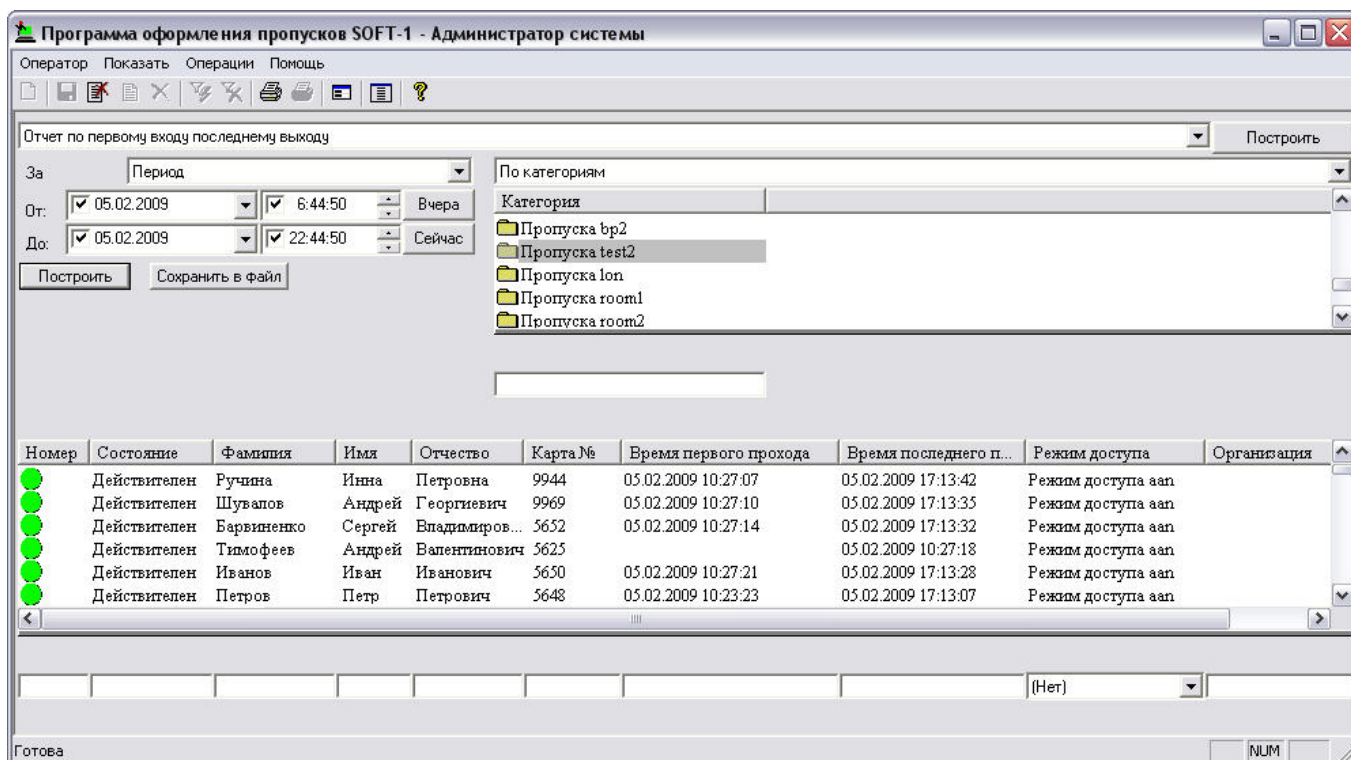 Программа оформления пропусков SOFT-1 - Администратор системы
Оператор Показать Операции Помощь
Отчет по первому входу последнему выходу Построить
За Период По категориям
От: 05.02.2009 6:44:50 Вчера
До: 05.02.2009 22:44:50 Сейчас
Построить Сохранить в файл
Категория
Пропуска bp2
Пропуска test2
Пропуска lon
Пропуска room1
Пропуска room2
Номер Состояние Фамилия Имя Отчество Карта № Время первого прохода Время последнего п... Режим доступа Организация
Действителен Ручина Инна Петровна 9944 05.02.2009 10:27:07 05.02.2009 17:13:42 Режим доступа aan
Действителен Шувалов Андрей Георгиевич 9969 05.02.2009 10:27:10 05.02.2009 17:13:35 Режим доступа aan
Действителен Барвиненко Сергей Владимиров... 5652 05.02.2009 10:27:14 05.02.2009 17:13:32 Режим доступа aan
Действителен Тимофеев Андрей Валентинович 5625 05.02.2009 10:27:18 Режим доступа aan
Действителен Иванов Иван Иванович 5650 05.02.2009 10:27:21 05.02.2009 17:13:28 Режим доступа aan
Действителен Петров Петр Петрович 5648 05.02.2009 10:23:23 05.02.2009 17:13:07 Режим доступа aan
(Нет)
Готова NUM